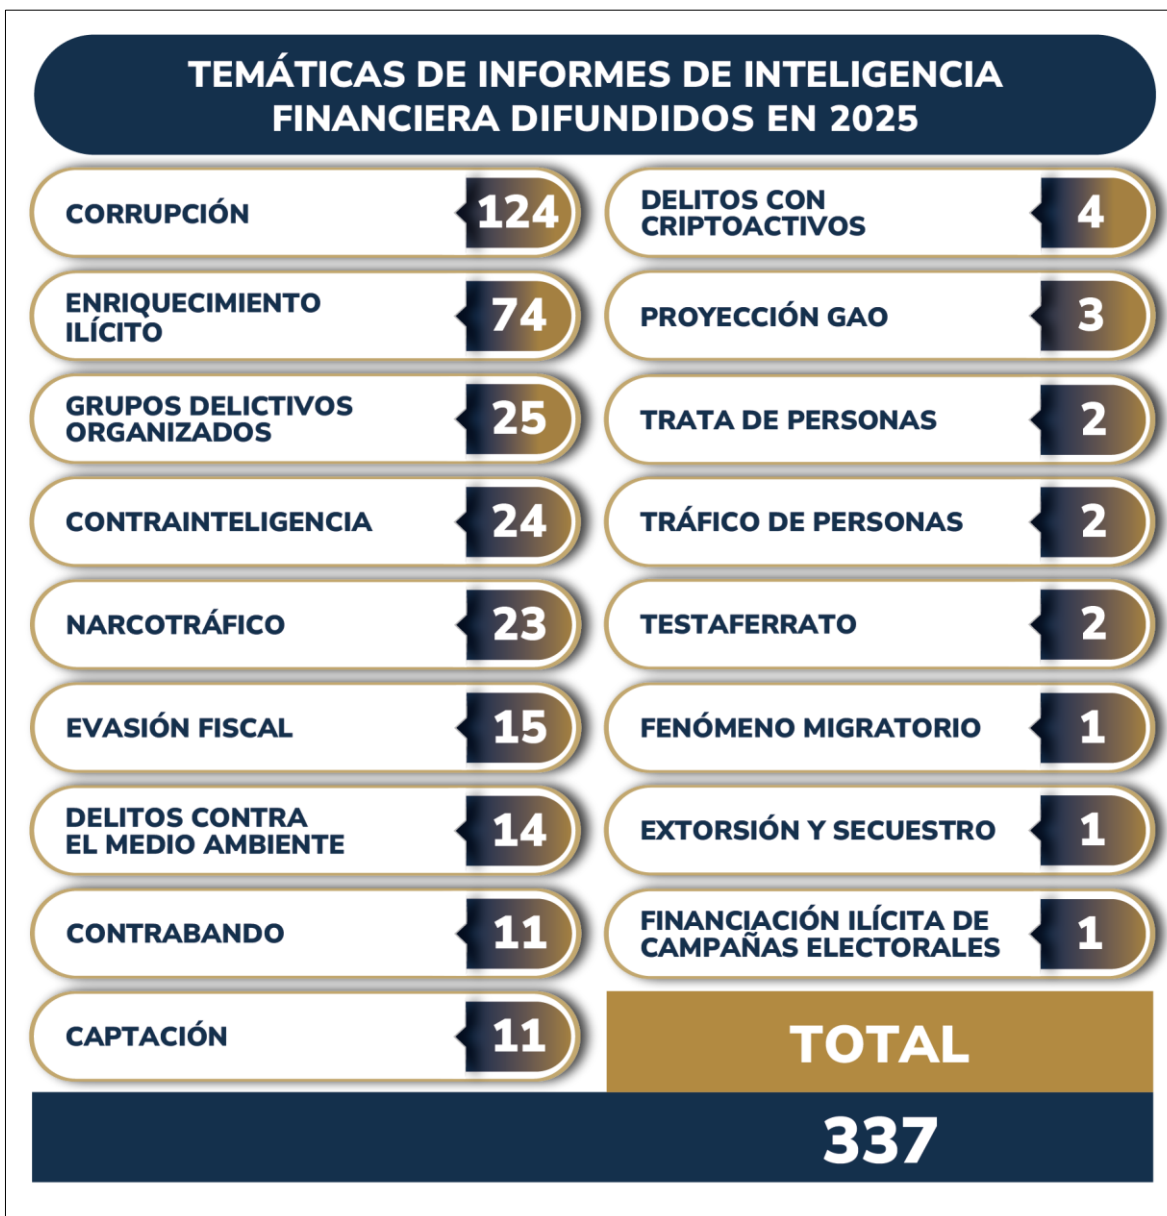 TEMÁTICAS DE INFORMES DE INTELIGENCIA
FINANCIERA DIFUNDIDOS EN 2025
CORRUPCIÓN 124
ENRIQUECIMIENTO
ILÍCITO 74
GRUPOS DELICTIVOS
ORGANIZADOS 25
CONTRAINTELIGENCIA 24
NARCOTRÁFICO 23
EVASIÓN FISCAL 15
DELITOS CONTRA
EL MEDIO AMBIENTE 14
CONTRABANDO 11
CAPTACIÓN 11
DELITOS CON
CRIPTOACTIVOS 4
PROYECCIÓN GAO 3
TRATA DE PERSONAS 2
TRÁFICO DE PERSONAS 2
TESTAFERRATO 2
FENÓMENO MIGRATORIO 1
EXTORSIÓN Y SECUESTRO 1
FINANCIACIÓN ILÍCITA DE
CAMPAÑAS ELECTORALES 1
TOTAL
337